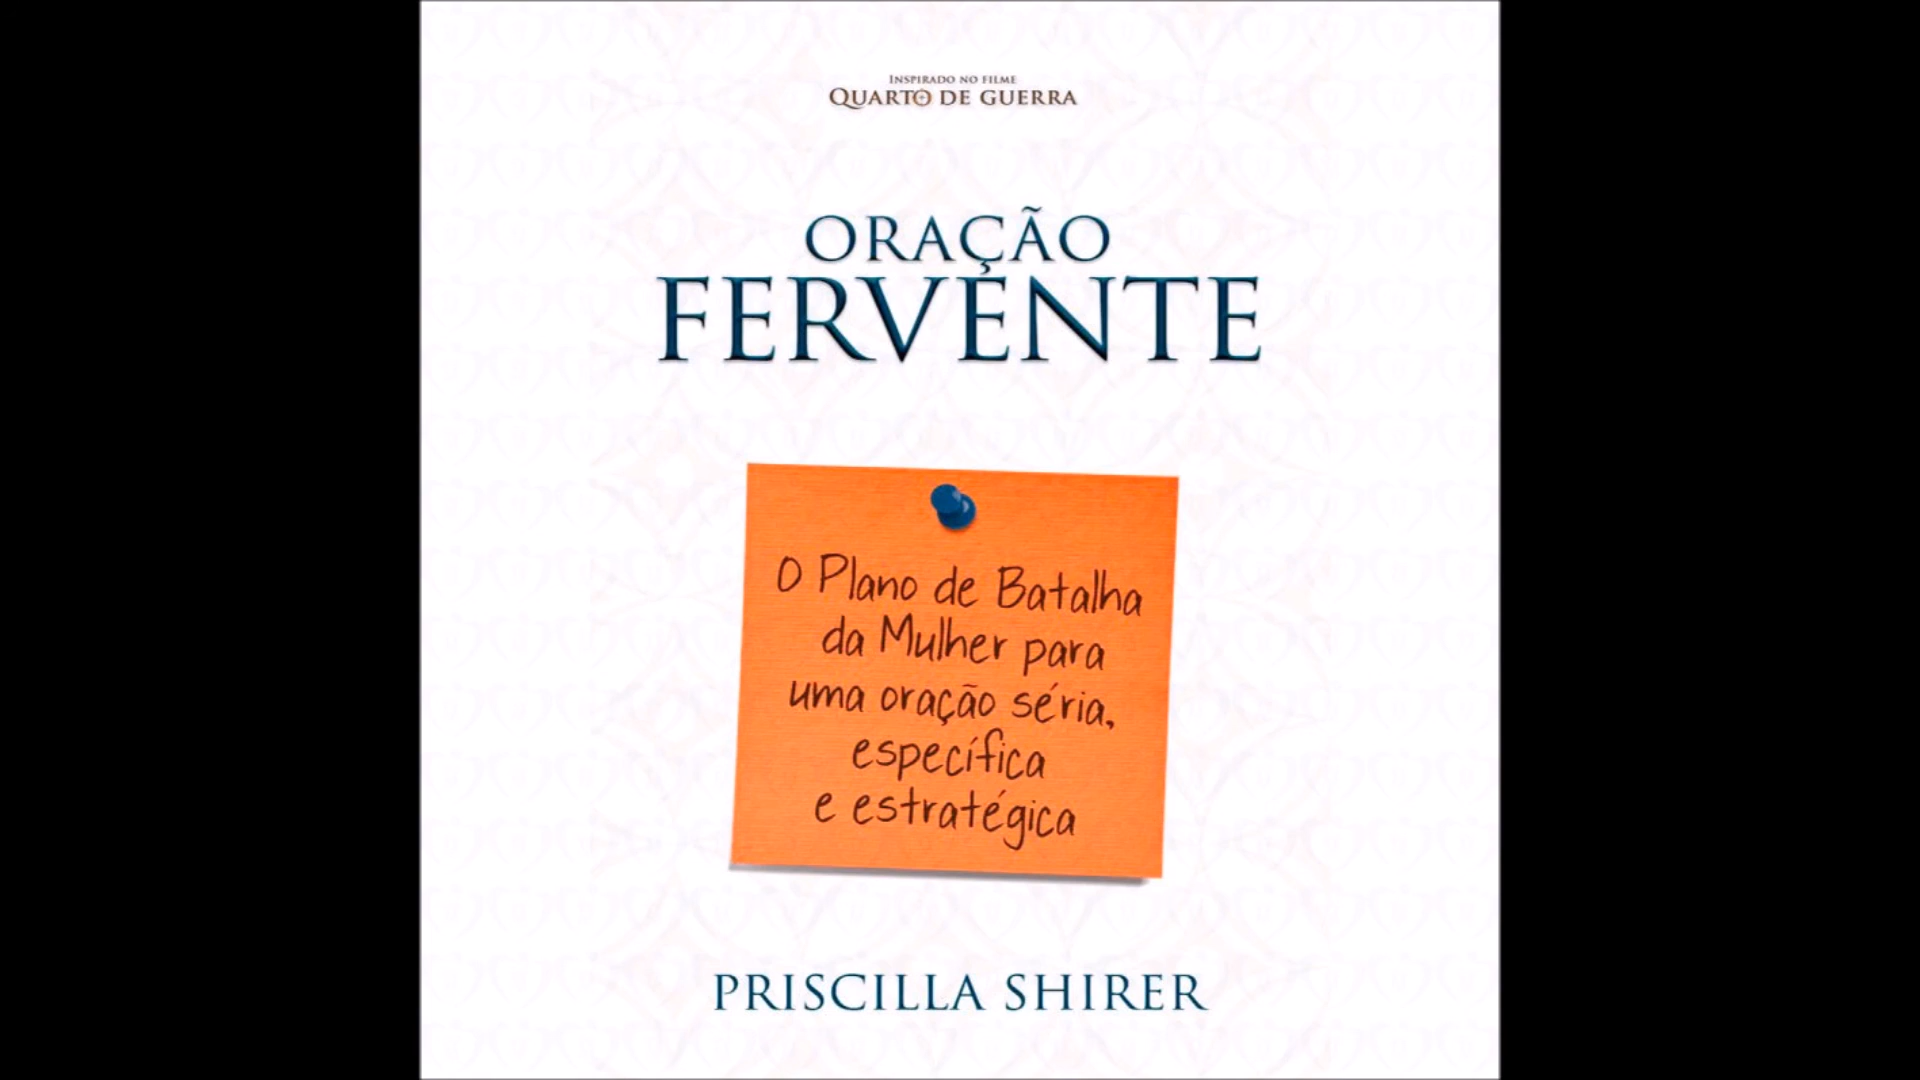 INSPIRADO NO FILME
QUARTO DE GUERRA
ORAÇÃO
FERVENTE
O Plano de Batalha
da Mulher para
uma oração séria,
específica
e estratégica
PRISCILLA SHIRER